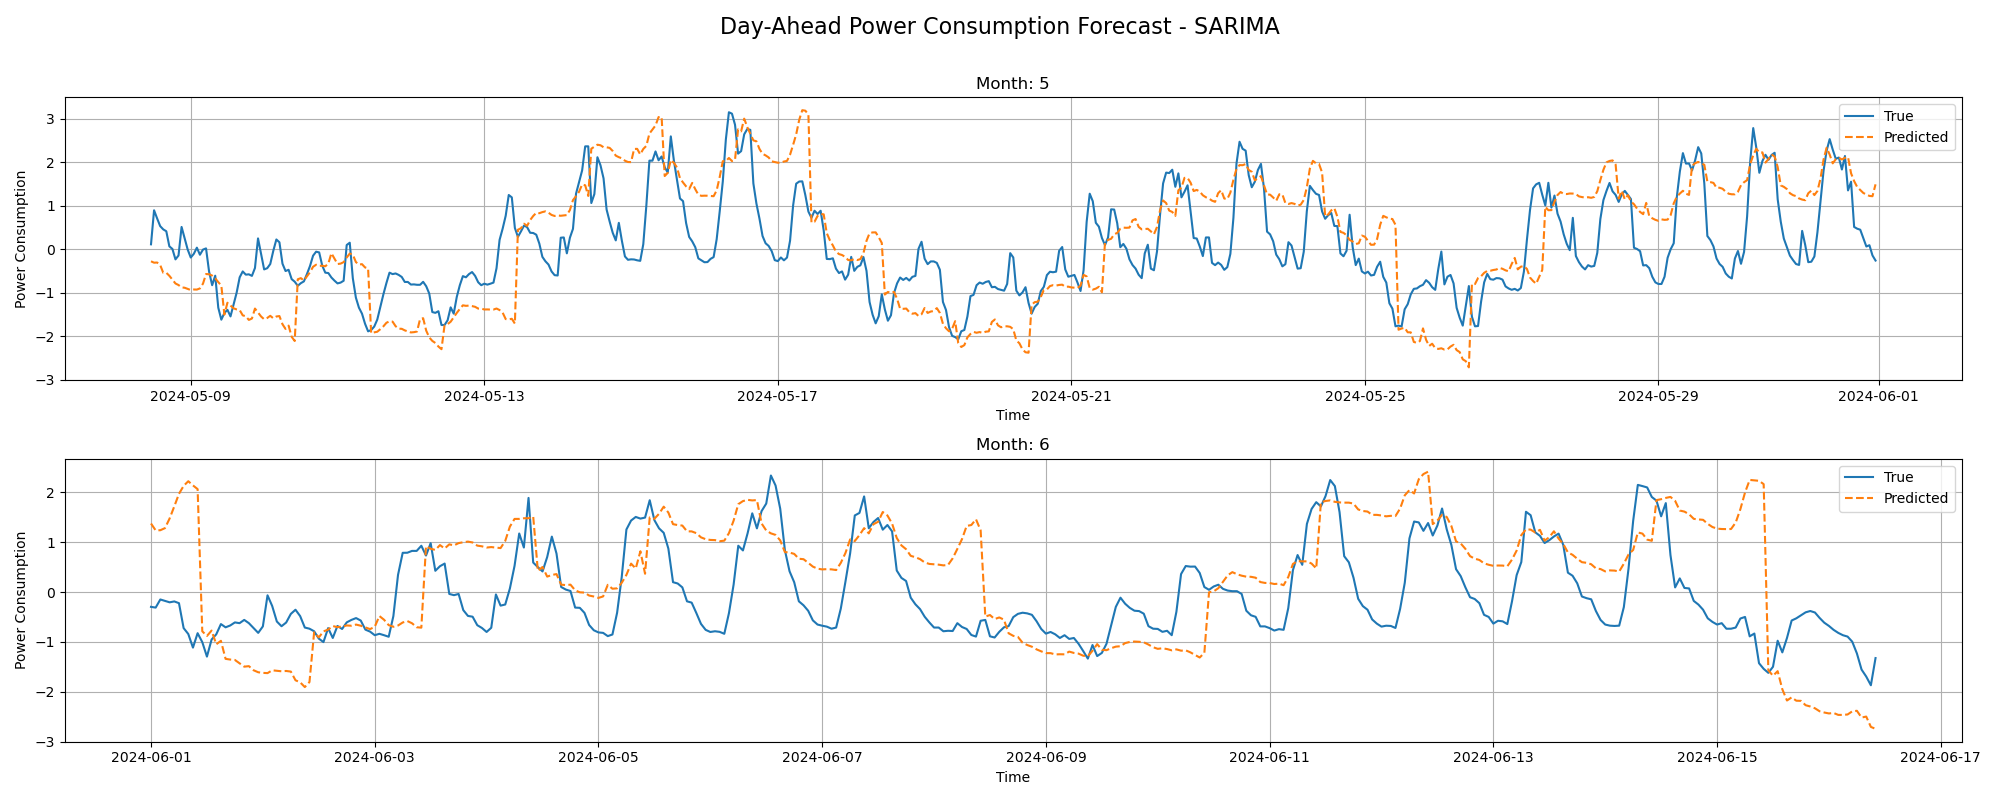 Day-Ahead Power Consumption Forecast - SARIMA
Month: 5
True
Predicted
Power Consumption
3
2
1
0
−1
−2
−3
2024-05-09 2024-05-13 2024-05-17 2024-05-21 2024-05-25 2024-05-29 2024-06-01
Time
Month: 6
True
Predicted
Power Consumption
2
1
0
−1
−2
−3
2024-06-01 2024-06-03 2024-06-05 2024-06-07 2024-06-09 2024-06-11 2024-06-13 2024-06-15 2024-06-17
Time